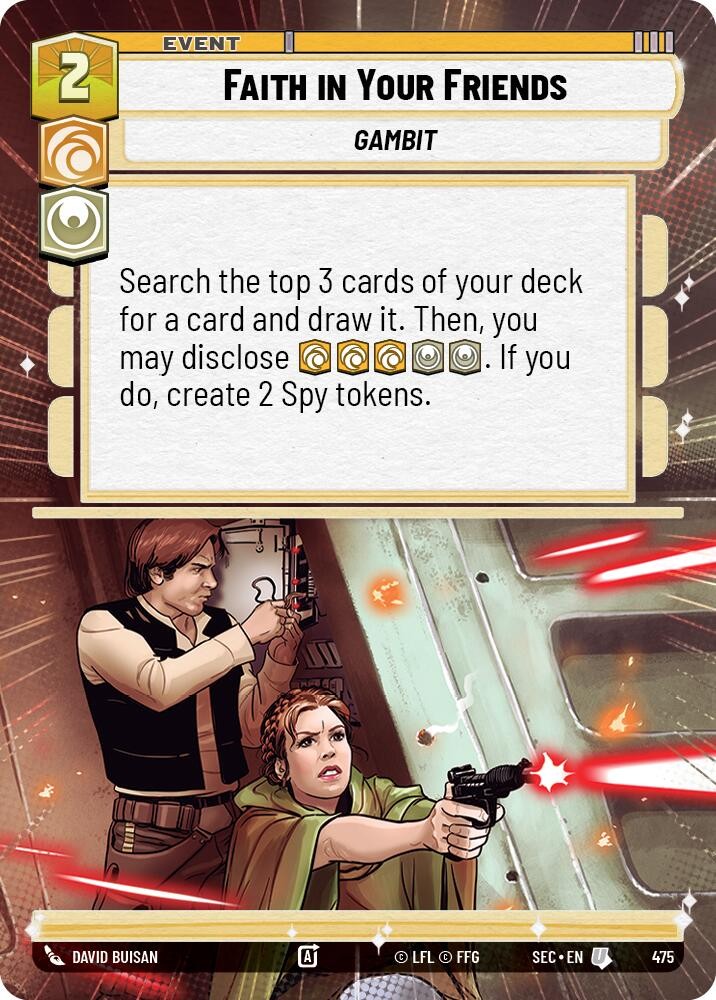 EVENT
2
FAITH IN YOUR FRIENDS
GAMBIT
Search the top 3 cards of your deck
for a card and draw it. Then, you
may disclose . If you
do, create 2 Spy tokens.
DAVID BUISAN
A
© LFL © FFG
SEC • EN
U
475